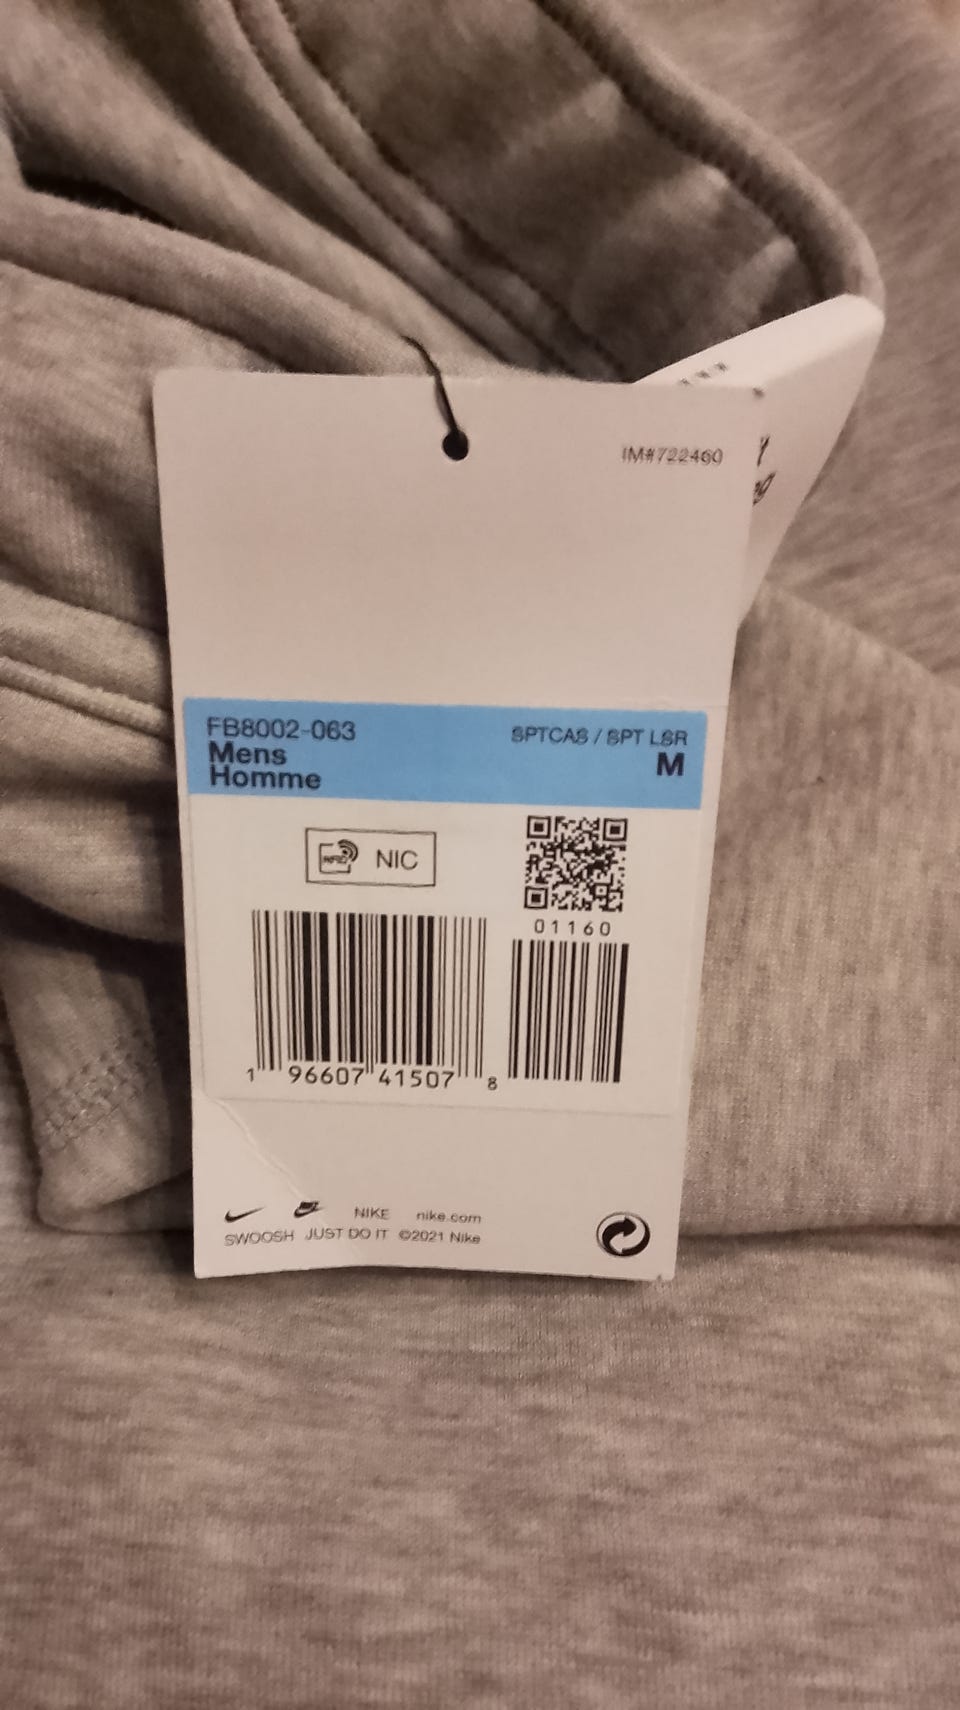 IM#722460
FB8002-063
SPTCAS / SPT LSR
Mens
M
Homme
RFID NIC
01160
1 96607 41507 8
NIKE nike.com
SWOOSH JUST DO IT ©2021 Nike